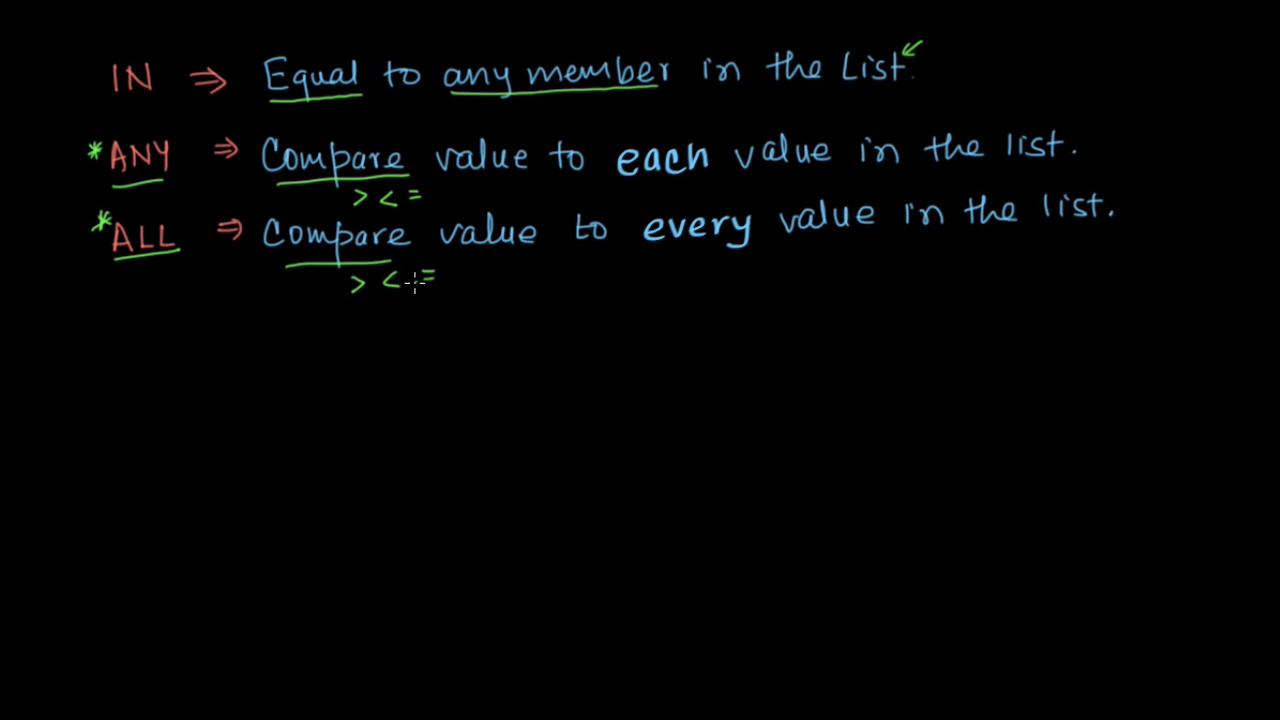 IN ⇒ Equal to any member in the List.
*ANY ⇒ Compare value to each value in the list.
> < =
*ALL ⇒ Compare value to every value in the list.
> < =